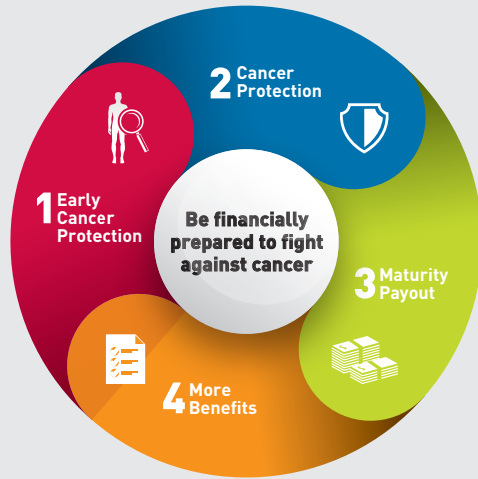 1 Early
Cancer
Protection
2 Cancer
Protection
3 Maturity
Payout
4 More
Benefits
Be financially
prepared to fight
against cancer